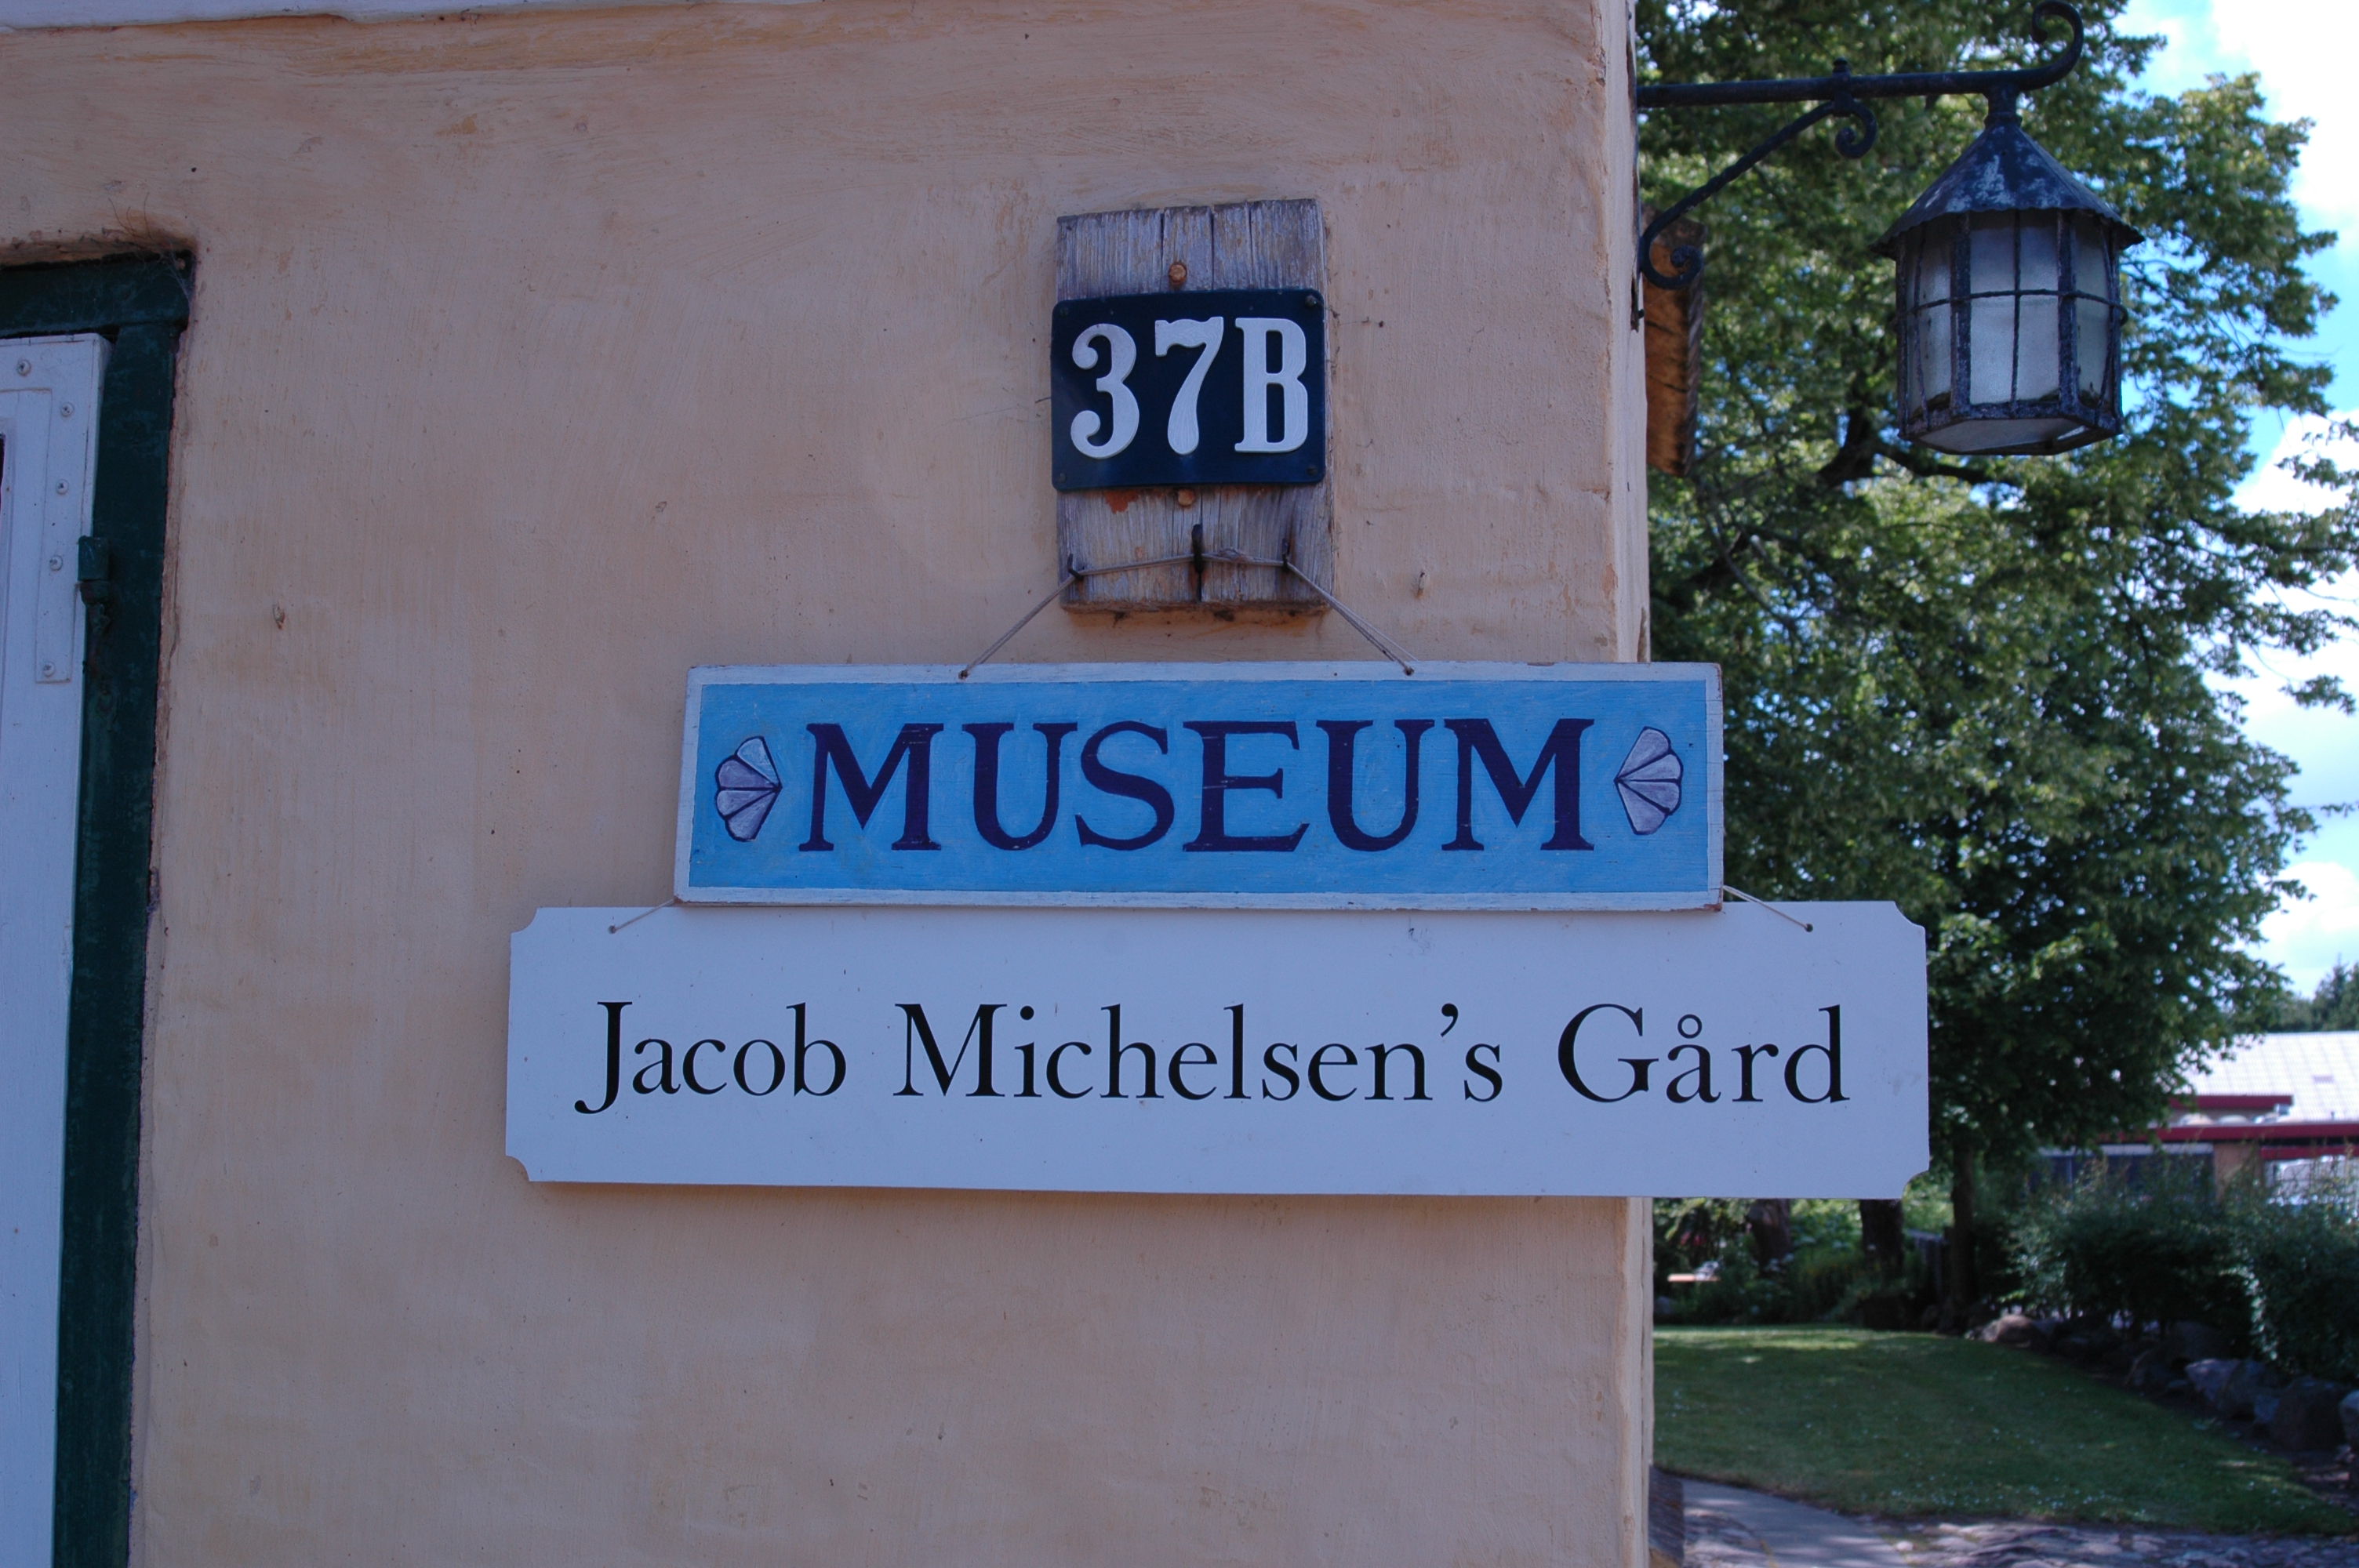 37B
MUSEUM
Jacob Michelsen's Gård